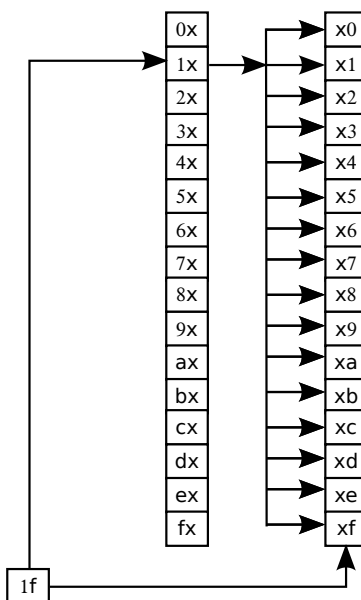 0x
1x
2x
3x
4x
5x
6x
7x
8x
9x
ax
bx
cx
dx
ex
fx
x0
x1
x2
x3
x4
x5
x6
x7
x8
x9
xa
xb
xc
xd
xe
xf
1f